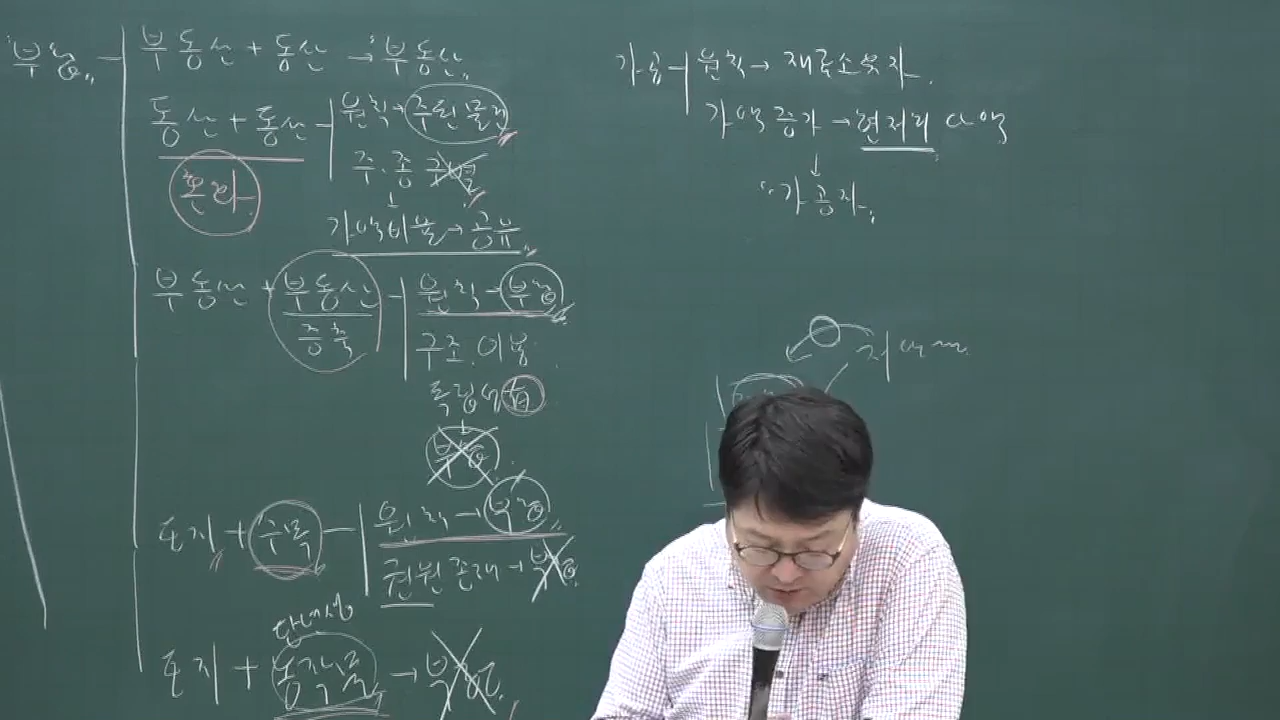 부합 부동산 + 동산 → 부동산
동산 + 동산 원칙 → 주된 물건
혼화 주·종 구별
가액비율 → 공유
부동산 + 부동산 원칙 → 부합
증축 구조·이용
독립성 有
부합
토지 + 수목 원칙 → 부합
권원 존재 → 부합
단년생
토지 + 농작물 → 부합
가공 원칙 → 재료소유자
가액증가 → 현저히 다액
↓
가공자